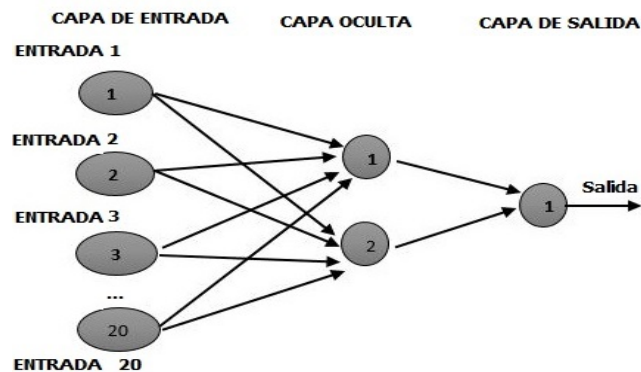 CAPA DE ENTRADA CAPA OCULTA CAPA DE SALIDA
ENTRADA 1
1
ENTRADA 2
2
1
ENTRADA 3
Salida
1
3
2
...
20
ENTRADA 20